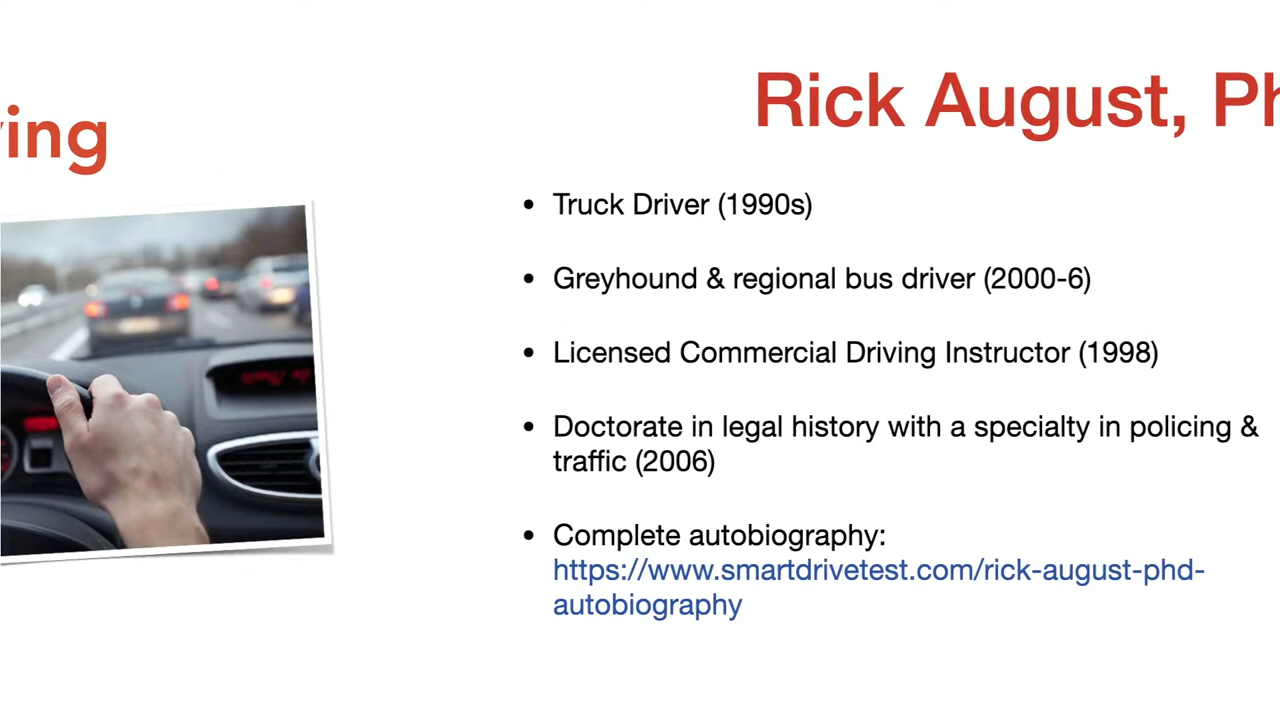 ving
Rick August, Ph
• Truck Driver (1990s)
• Greyhound & regional bus driver (2000-6)
• Licensed Commercial Driving Instructor (1998)
• Doctorate in legal history with a specialty in policing &
traffic (2006)
• Complete autobiography:
https://www.smartdrivetest.com/rick-august-phd-
autobiography